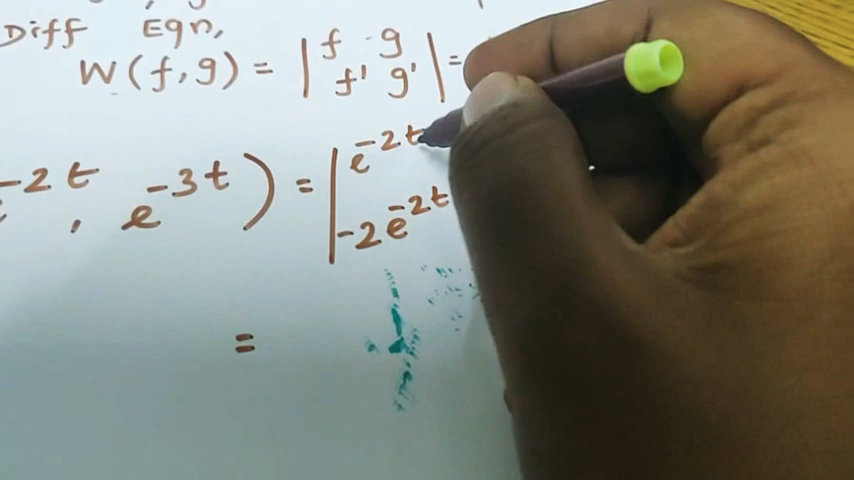 Diff Eqn,
W(f,g) = | f g | =
| f' g' |
-2t , e^-3t ) = | e^-2t
| -2e^-2t
=